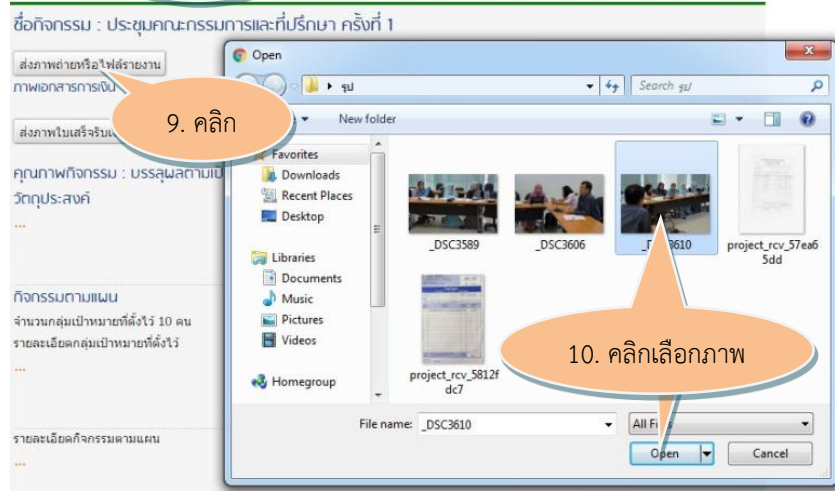 ชื่อกิจกรรม : ประชุมคณะกรรมการและที่ปรึกษา ครั้งที่ 1
ส่งภาพถ่ายหรือไฟล์รายงาน
ภาพเอกสารการเงิน
9. คลิก
ส่งภาพใบเสร็จรับเงิน
คุณภาพกิจกรรม : บรรลุผลตามเป้
วัตถุประสงค์
...
กิจกรรมตามแผน
จำนวนกลุ่มเป้าหมายที่ตั้งไว้ 10 คน
รายละเอียดกลุ่มเป้าหมายที่ตั้งไว้
...
รายละเอียดกิจกรรมตามแผน
...
Open
รูป
Search รูป
New folder
Favorites
Downloads
Recent Places
Desktop
Libraries
Documents
Music
Pictures
Videos
Homegroup
_DSC3589
_DSC3606
_DSC3610
project_rcv_57ea6
5dd
project_rcv_5812f
dc7
10. คลิกเลือกภาพ
File name: _DSC3610
All Files
Open
Cancel